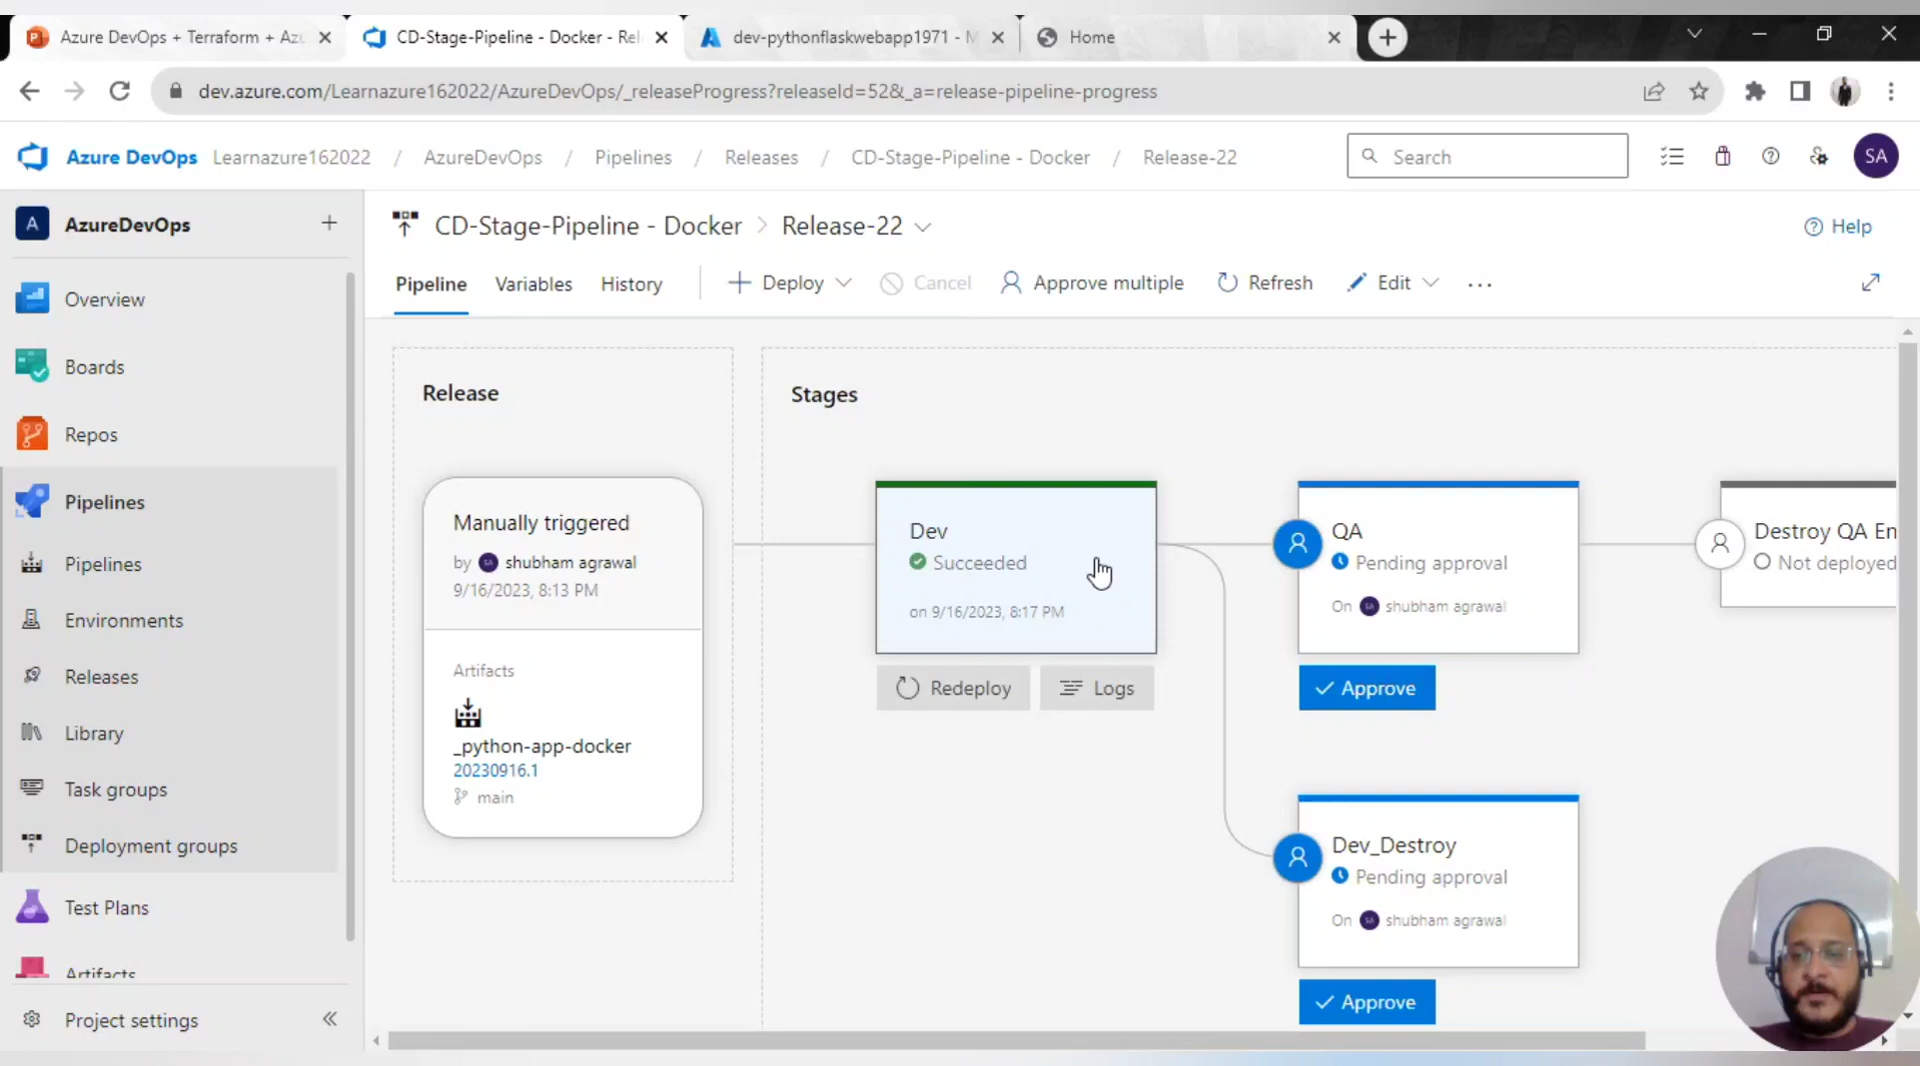 Azure DevOps + Terraform + Azu
CD-Stage-Pipeline - Docker - Rel
dev-pythonflaskwebapp1971 - M
Home
dev.azure.com/Learnazure162022/AzureDevOps/_releaseProgress?releaseId=52&_a=release-pipeline-progress
Azure DevOps Learnazure162022 / AzureDevOps / Pipelines / Releases / CD-Stage-Pipeline - Docker / Release-22
Search
SA
A AzureDevOps +
CD-Stage-Pipeline - Docker > Release-22
Help
Pipeline Variables History
Deploy
Cancel
Approve multiple
Refresh
Edit
...
Overview
Boards
Repos
Pipelines
Pipelines
Environments
Releases
Library
Task groups
Deployment groups
Test Plans
Artifacts
Project settings
Release
Manually triggered
by SA shubham agrawal
9/16/2023, 8:13 PM
Artifacts
_python-app-docker
20230916.1
main
Stages
Dev
Succeeded
on 9/16/2023, 8:17 PM
Redeploy
Logs
QA
Pending approval
On SA shubham agrawal
Approve
Destroy QA En
Not deployed
Dev_Destroy
Pending approval
On SA shubham agrawal
Approve